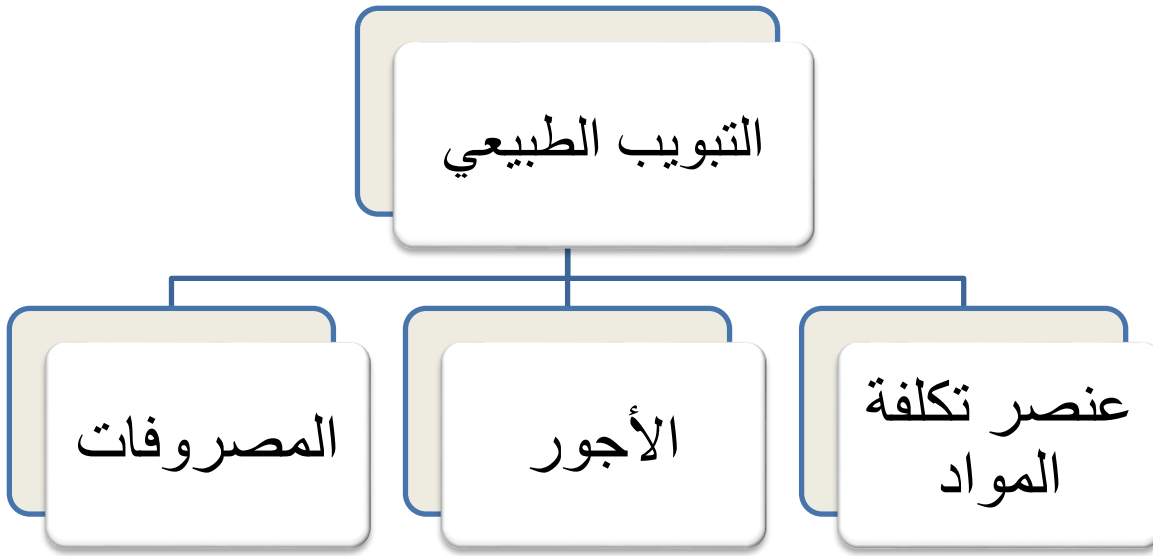 التبويب الطبيعي
عنصر تكلفة
المواد
الأجور
المصروفات